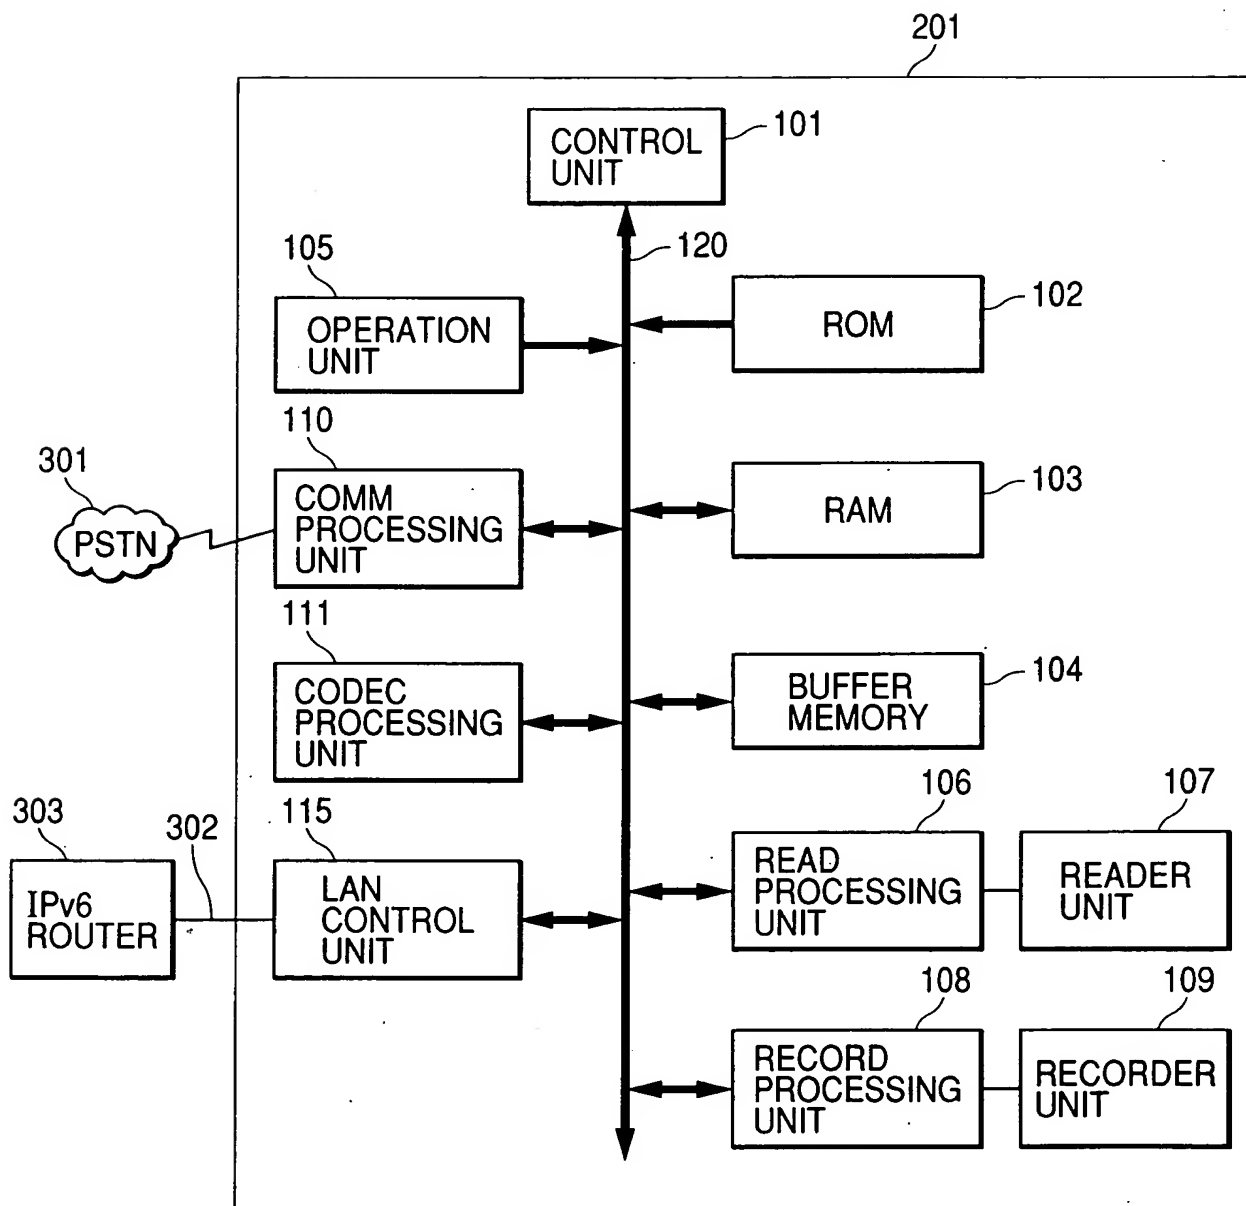 201
CONTROL
UNIT
101
120
105
OPERATION
UNIT
ROM
102
110
301
PSTN
COMM
PROCESSING
UNIT
RAM
103
111
CODEC
PROCESSING
UNIT
BUFFER
MEMORY
104
303
302
115
IPv6
ROUTER
LAN
CONTROL
UNIT
106
107
READ
PROCESSING
UNIT
READER
UNIT
108
109
RECORD
PROCESSING
UNIT
RECORDER
UNIT